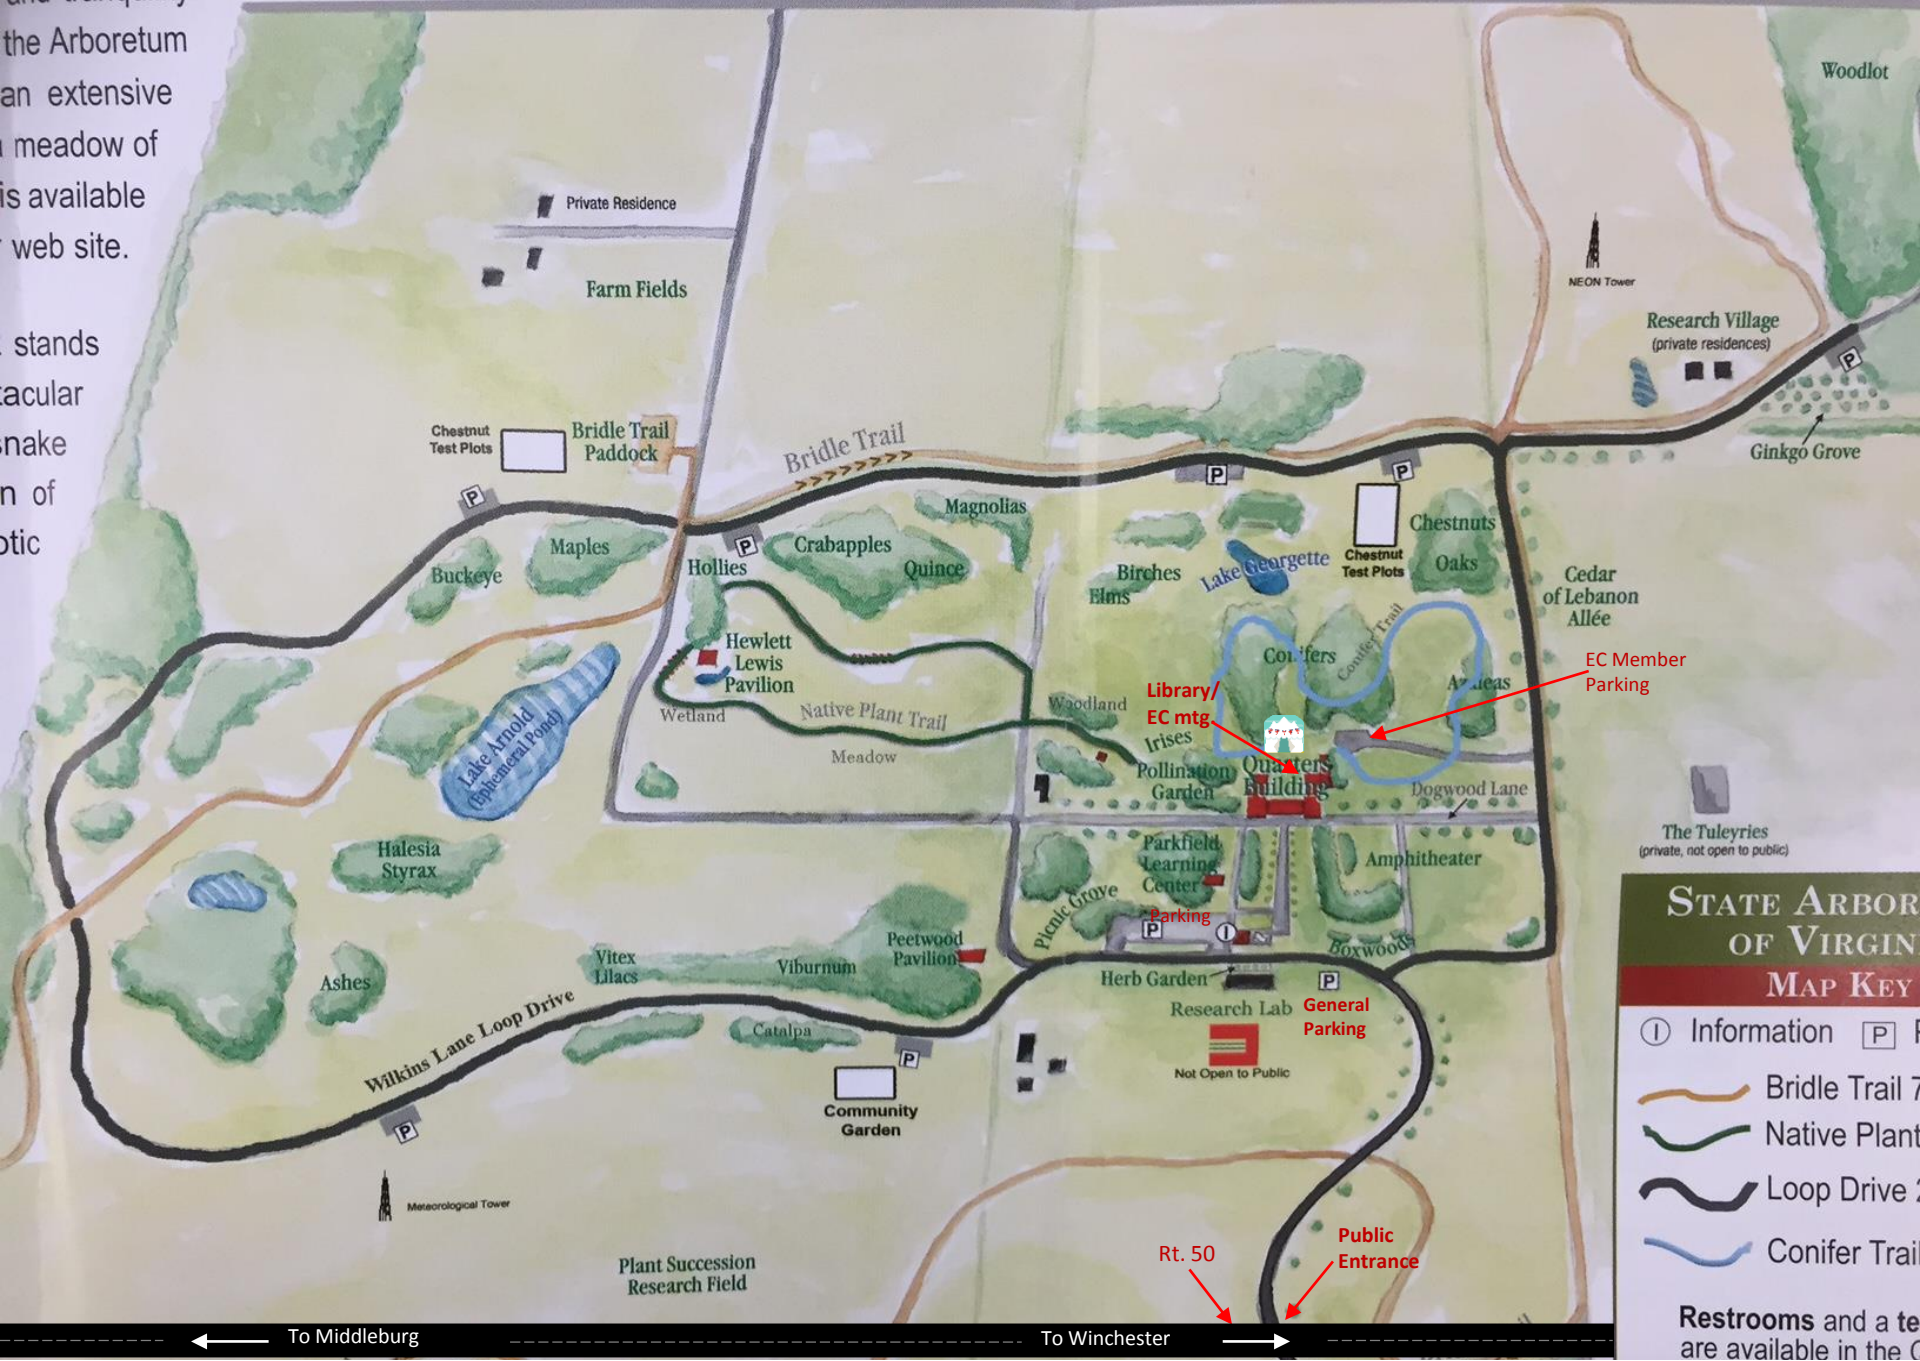 and tranquility
the Arboretum
an extensive
meadow of
is available
web site.
stands
tacular
snake
n of
otic
Woodlot
Private Residence
Farm Fields
NEON Tower
Research Village
(private residences)
P
Ginkgo Grove
Chestnut
Test Plots
Bridle Trail
Paddock
Bridle Trail
P
P
P
P
Magnolias
Chestnuts
Oaks
Chestnut
Test Plots
Maples
Crabapples
Quince
Buckeye
Hollies
Birches
Elms
Lake Georgette
Cedar
of Lebanon
Allée
Hewlett
Lewis
Pavilion
Conifers
Conifer Trail
Azaleas
EC Member
Parking
Library/
EC mtg
Wetland
Native Plant Trail
Woodland
Irises
Meadow
Lake Arnold
(Ephemeral Pond)
Pollination
Garden
Quarters
Building
Dogwood Lane
The Tuleyries
(private, not open to public)
Halesia
Styrax
Parkfield
Learning
Center
Amphitheater
Picnic Grove
Parking
P
I
Boxwoods
Peetwood
Pavilion
Vitex
Lilacs
Viburnum
Ashes
Herb Garden
P
Research Lab
General
Parking
Not Open to Public
Catalpa
Wilkins Lane Loop Drive
P
P
Community
Garden
Meteorological Tower
Plant Succession
Research Field
Rt. 50
Public
Entrance
To Middleburg
To Winchester
STATE ARBOR
OF VIRGIN
MAP KEY
I Information P P
Bridle Trail 7
Native Plant
Loop Drive 2
Conifer Trail
Restrooms and a te
are available in the